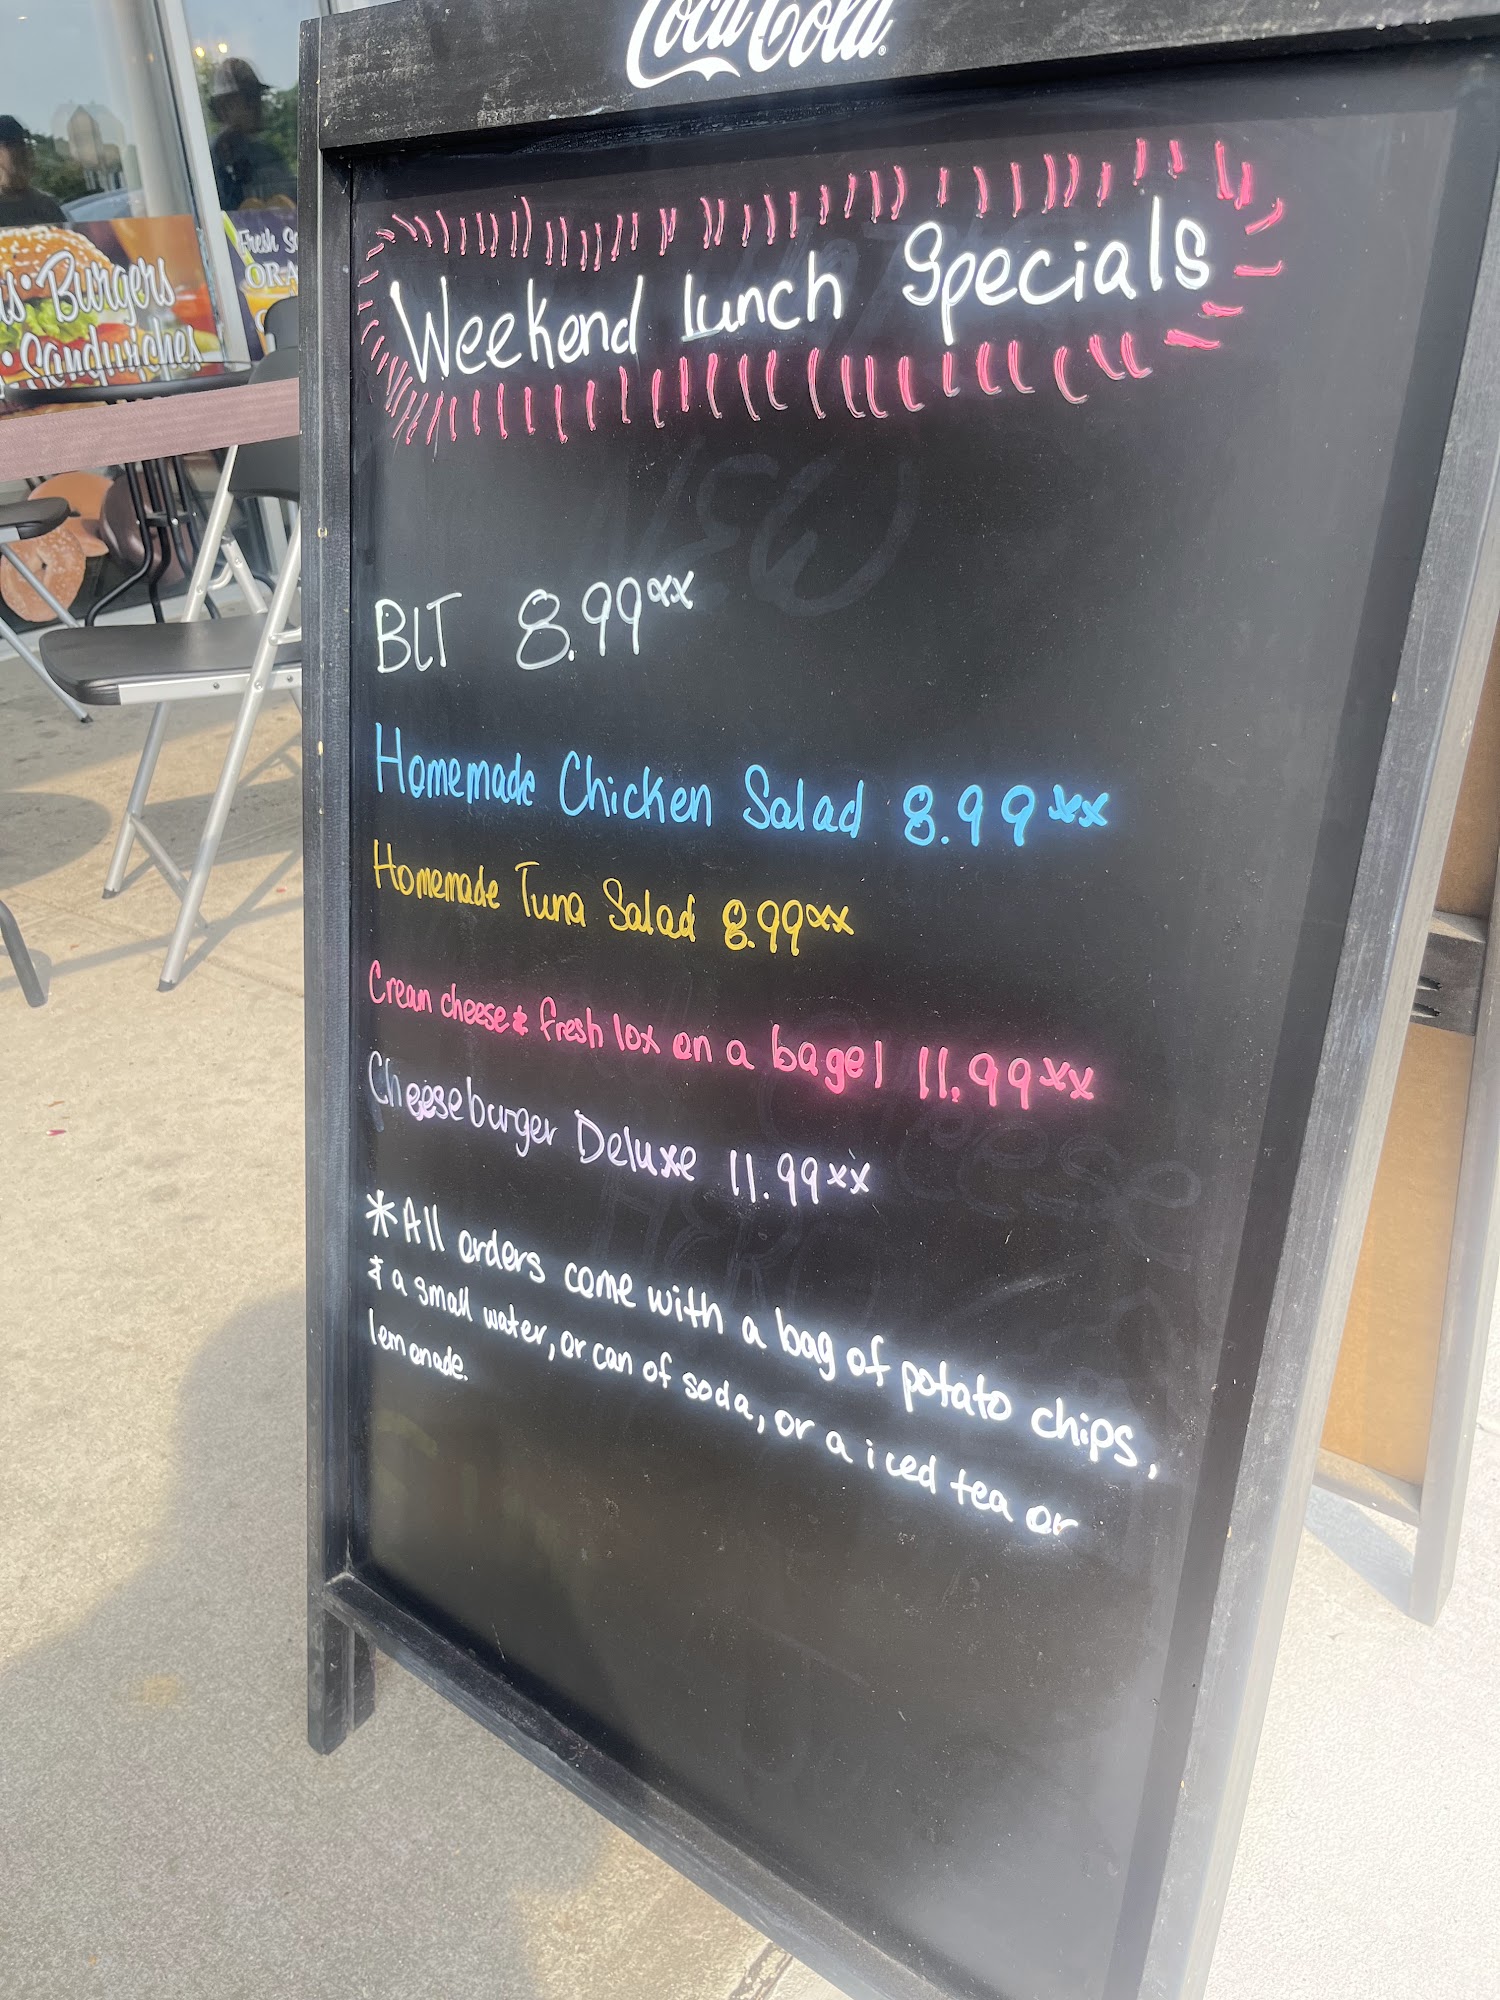 Coca-Cola
Weekend Lunch Specials
BLT 8.99xx
Homemade Chicken Salad 8.99xx
Homemade Tuna Salad 8.99xx
Cream cheese & fresh lox on a bagel 11.99xx
Cheeseburger Deluxe 11.99xx
*All orders come with a bag of potato chips,
& a small water, or can of soda, or a iced tea or
lemonade.
Burgers
Sandwiches
Fresh
NEW